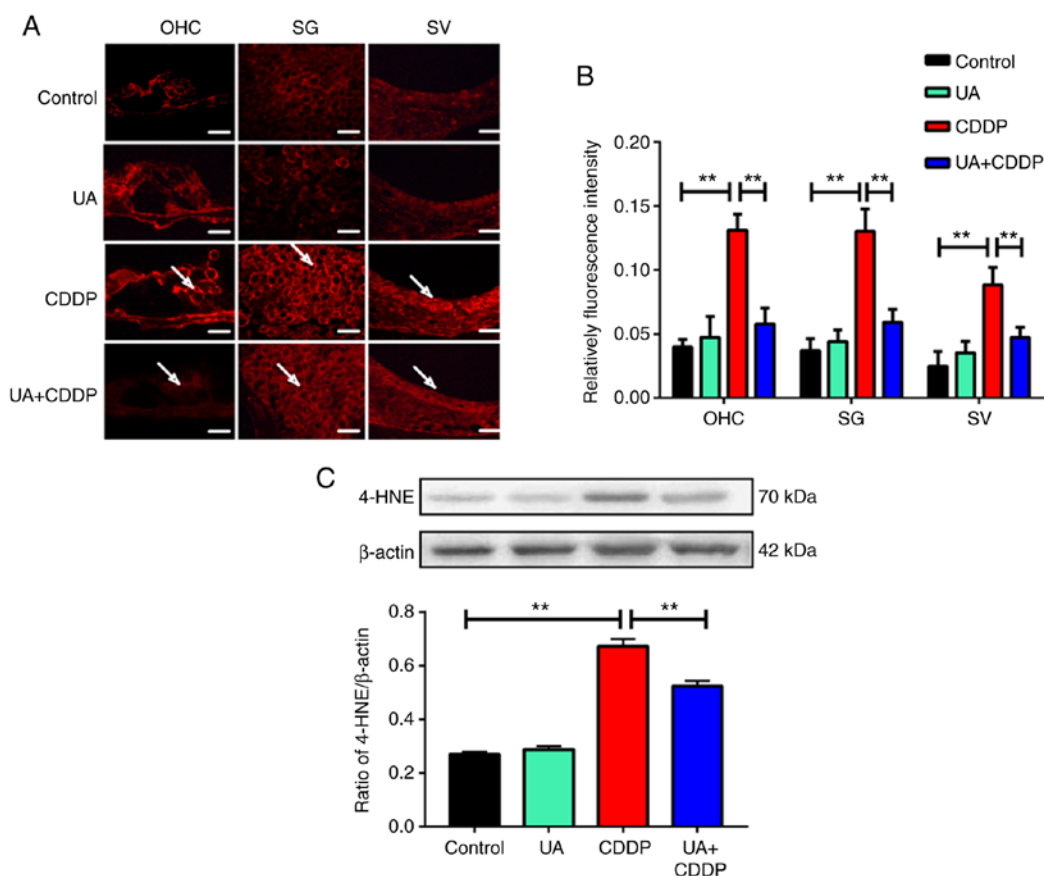 A
OHC SG SV
Control
UA
CDDP
UA+CDDP
B
Control
UA
CDDP
UA+CDDP
Relatively fluorescence intensity
0.20
0.15
0.10
0.05
0.00
** ** ** ** ** **
OHC SG SV
C
4-HNE 70 kDa
β-actin 42 kDa
Ratio of 4-HNE/β-actin
0.8
0.6
0.4
0.2
0.0
** **
Control UA CDDP UA+
CDDP